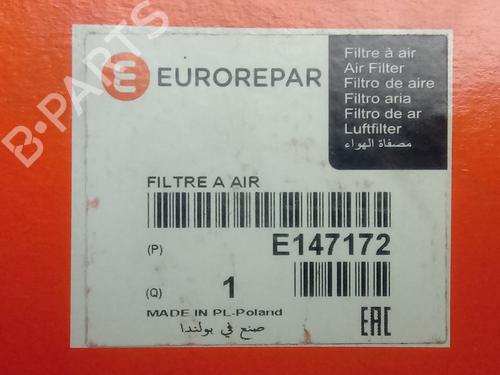 EUROREPAR
Filtre à air
Air Filter
Filtro de aire
Filtro aria
Filtro de ar
Luftfilter
مصفاة الهواء
B-PARTS
FILTRE A AIR
(P)
E147172
(Q)
1
MADE IN PL-Poland
صنع في بولندا
EAC